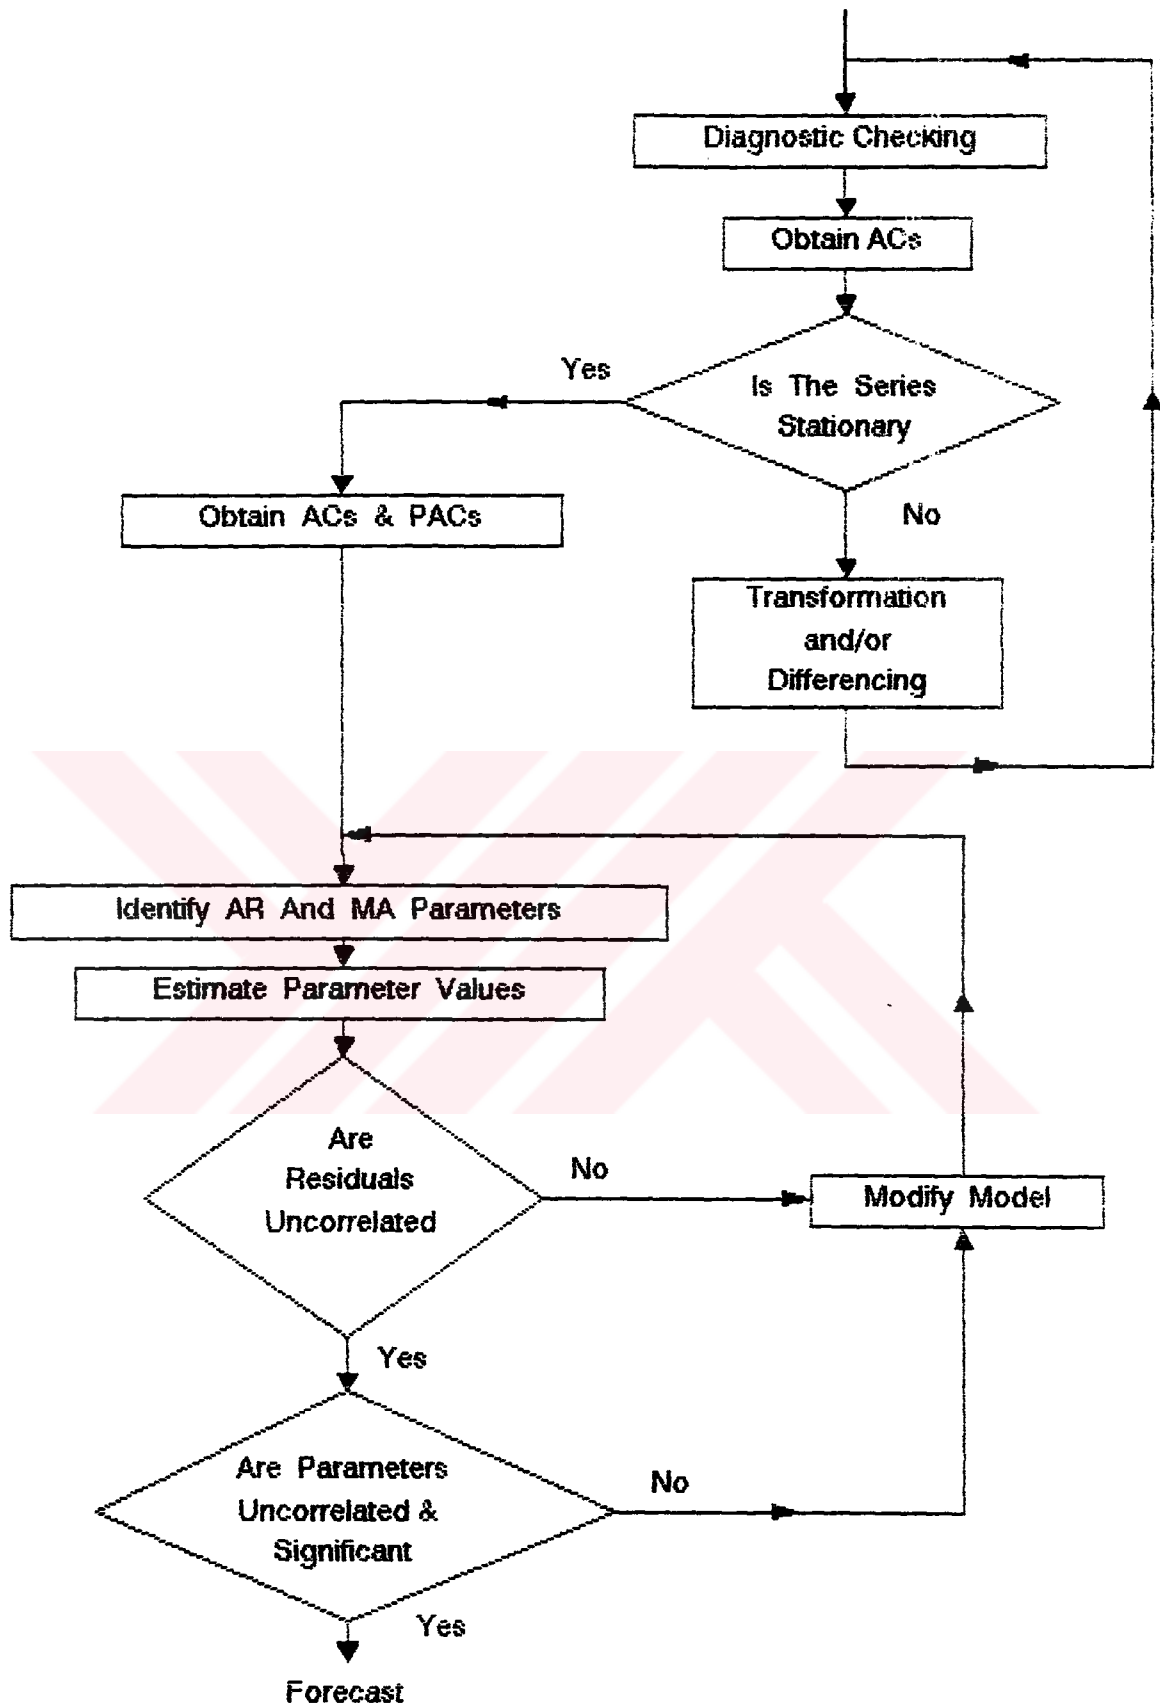 Diagnostic Checking
Obtain ACs
Yes
Is The Series
Stationary
Obtain ACs & PACs
No
Transformation
and/or
Differencing
Identify AR And MA Parameters
Estimate Parameter Values
Are
Residuals
Uncorrelated
No
Modify Model
Yes
Are Parameters
Uncorrelated &
Significant
No
Yes
Forecast